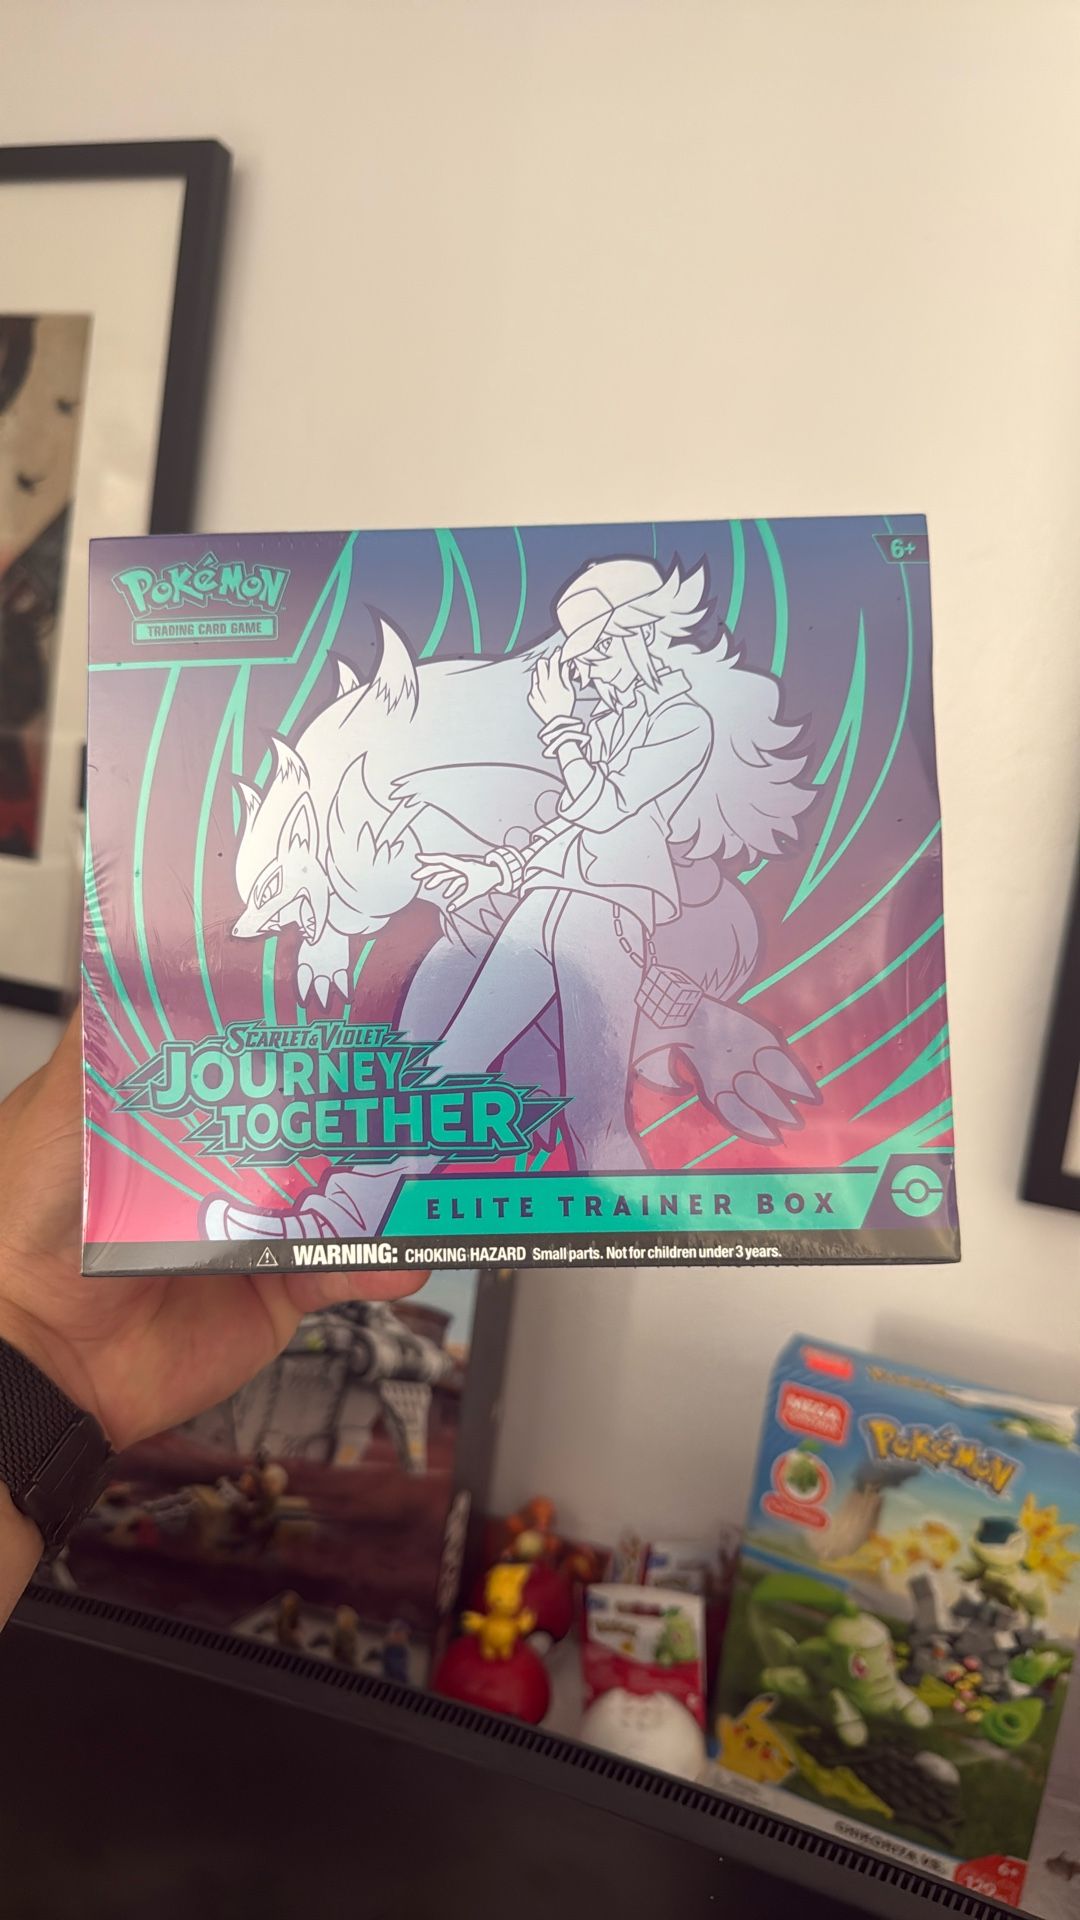 POKéMON
TRADING CARD GAME
6+
SCARLET & VIOLET
JOURNEY
TOGETHER
ELITE TRAINER BOX
WARNING: CHOKING HAZARD Small parts. Not for children under 3 years.
MEGA
POKéMON
6+